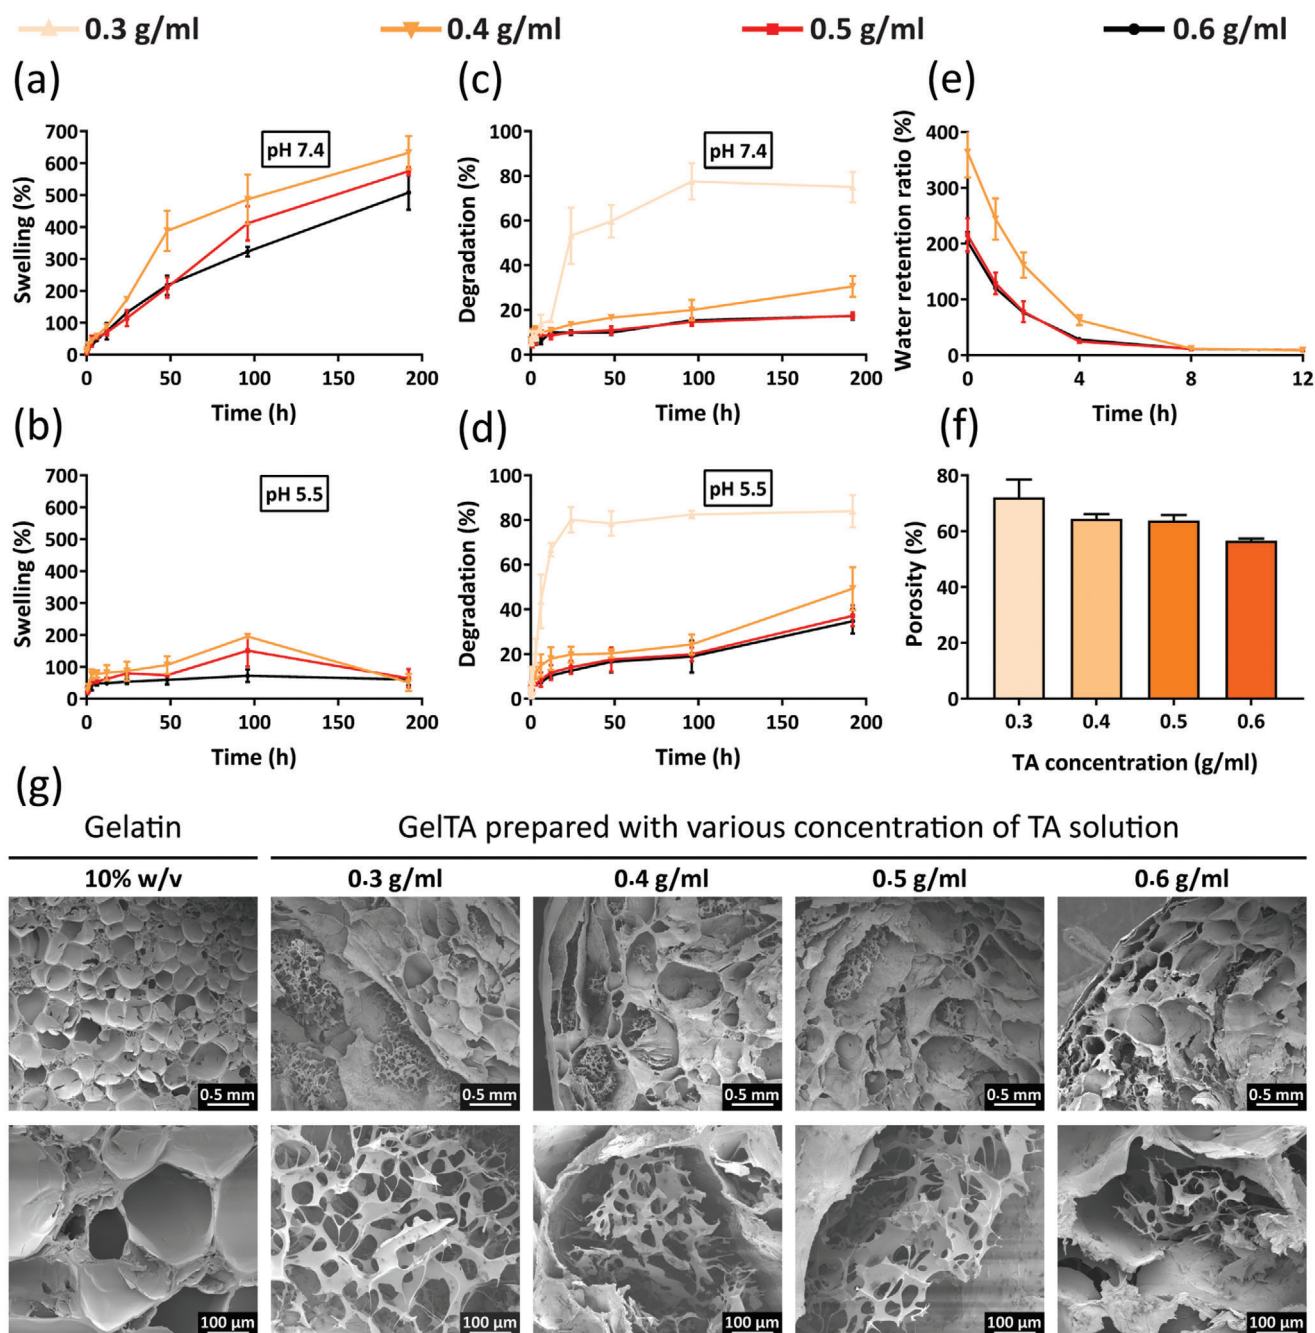 0.3 g/ml 0.4 g/ml 0.5 g/ml 0.6 g/ml
(a)
700
600
500
400
300
200
100
0
Swelling (%)
pH 7.4
0 50 100 150 200
Time (h)
(c)
100
80
60
40
20
0
Degradation (%)
pH 7.4
0 50 100 150 200
Time (h)
(e)
400
300
200
100
0
Water retention ratio (%)
0 4 8 12
Time (h)
(b)
700
600
500
400
300
200
100
0
Swelling (%)
pH 5.5
0 50 100 150 200
Time (h)
(d)
100
80
60
40
20
0
Degradation (%)
pH 5.5
0 50 100 150 200
Time (h)
(f)
80
60
40
20
0
Porosity (%)
0.3 0.4 0.5 0.6
TA concentration (g/ml)
(g)
Gelatin GelTA prepared with various concentration of TA solution
10% w/v 0.3 g/ml 0.4 g/ml 0.5 g/ml 0.6 g/ml
0.5 mm 0.5 mm 0.5 mm 0.5 mm 0.5 mm
100 µm 100 µm 100 µm 100 µm 100 µm